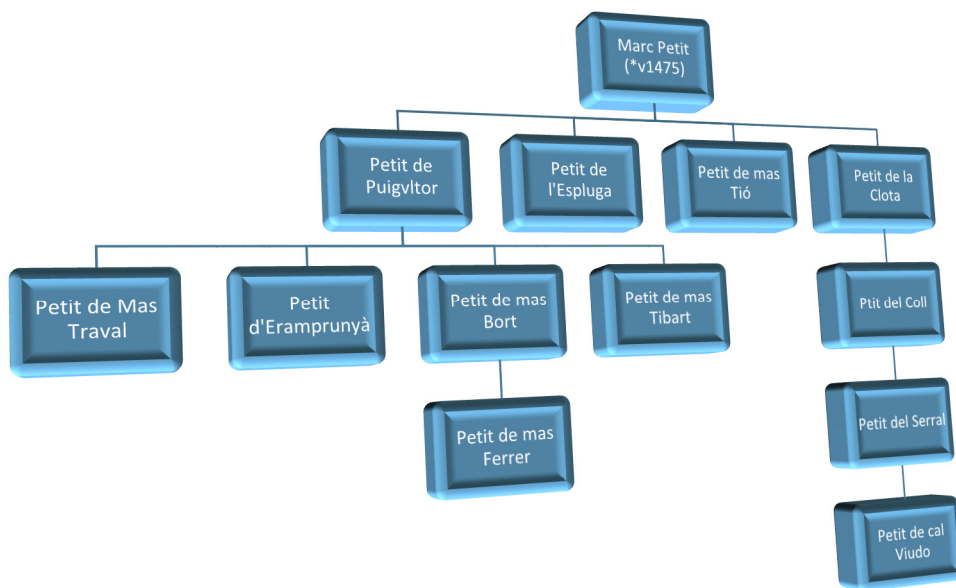 Marc Petit
(*v1475)
Petit de
Puigvltor
Petit de
l'Espluga
Petit de mas
Tió
Petit de la
Clota
Petit de Mas
Traval
Petit
d'Eramprunyà
Petit de mas
Bort
Petit de mas
Tibart
Ptit del Coll
Petit de mas
Ferrer
Petit del Serral
Petit de cal
Viudo